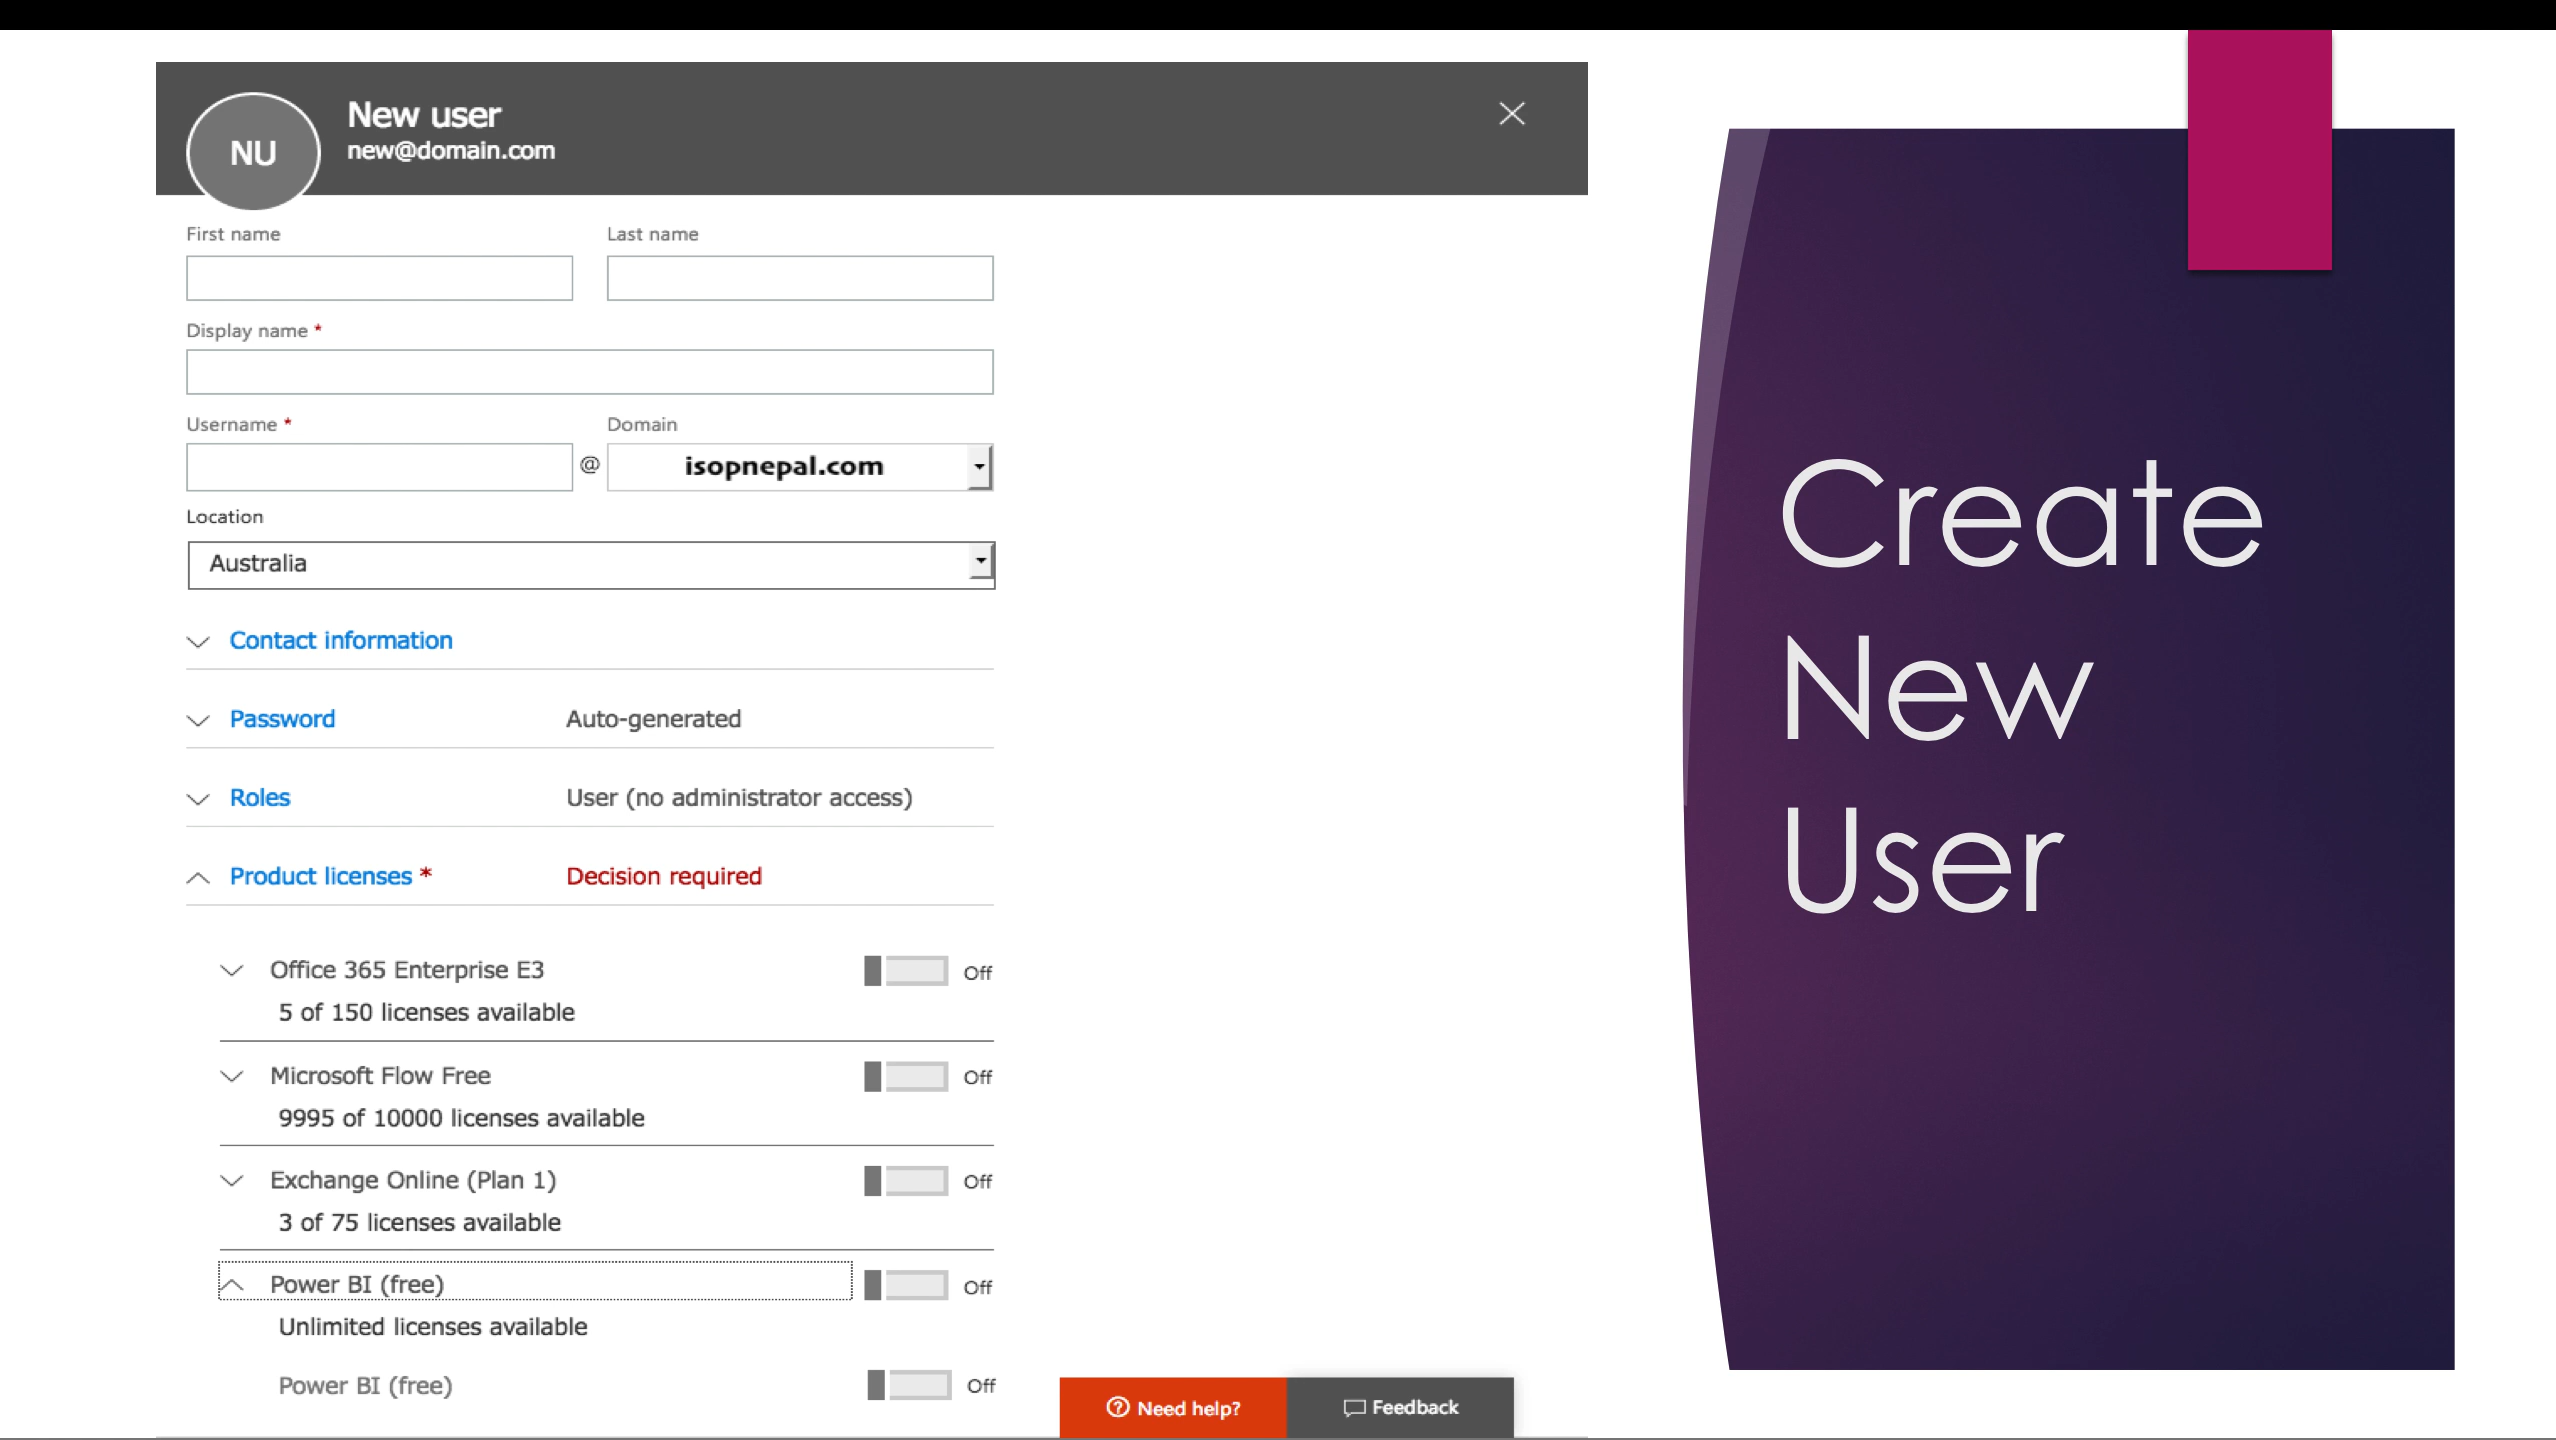 New user
new@domain.com
NU
First name Last name
Display name *
Username * Domain
@ isopnepal.com
Location
Australia
Contact information
Password Auto-generated
Roles User (no administrator access)
Product licenses * Decision required
Office 365 Enterprise E3 Off
5 of 150 licenses available
Microsoft Flow Free Off
9995 of 10000 licenses available
Exchange Online (Plan 1) Off
3 of 75 licenses available
Power BI (free) Off
Unlimited licenses available
Power BI (free) Off
Need help? Feedback
Create
New
User